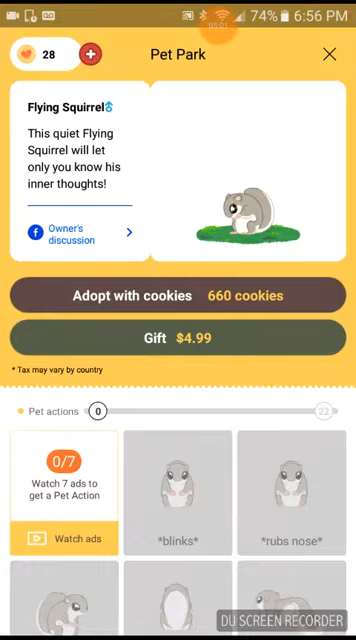 74% 6:56 PM
05:01
28
Pet Park
Flying Squirrel
This quiet Flying
Squirrel will let
only you know his
inner thoughts!
Owner's
discussion
Adopt with cookies 660 cookies
Gift $4.99
* Tax may vary by country
Pet actions 0 22
0/7
Watch 7 ads to
get a Pet Action
Watch ads
*blinks*
*rubs nose*
DU SCREEN RECORDER